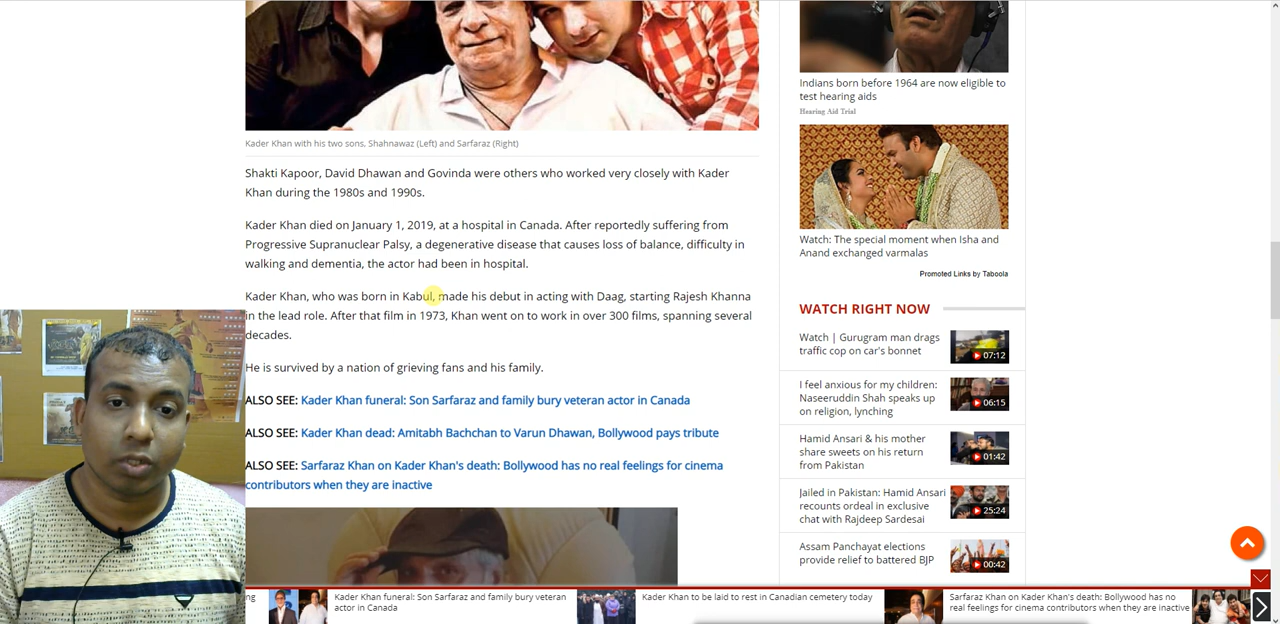 Kader Khan with his two sons, Shahnawaz (Left) and Sarfaraz (Right)
Shakti Kapoor, David Dhawan and Govinda were others who worked very closely with Kader
Khan during the 1980s and 1990s.
Kader Khan died on January 1, 2019, at a hospital in Canada. After reportedly suffering from
Progressive Supranuclear Palsy, a degenerative disease that causes loss of balance, difficulty in
walking and dementia, the actor had been in hospital.
Kader Khan, who was born in Kabul, made his debut in acting with Daag, starring Rajesh Khanna
in the lead role. After that film in 1973, Khan went on to work in over 300 films, spanning several
decades.
He is survived by a nation of grieving fans and his family.
ALSO SEE: Kader Khan funeral: Son Sarfaraz and family bury veteran actor in Canada
ALSO SEE: Kader Khan dead: Amitabh Bachchan to Varun Dhawan, Bollywood pays tribute
ALSO SEE: Sarfaraz Khan on Kader Khan's death: Bollywood has no real feelings for cinema
contributors when they are inactive
Indians born before 1964 are now eligible to
test hearing aids
Hearing Aid Trial
Watch: The special moment when Isha and
Anand exchanged varmalas
Promoted Links by Taboola
WATCH RIGHT NOW
Watch | Gurugram man drags
traffic cop on car's bonnet
07:12
I feel anxious for my children:
Naseeruddin Shah speaks up
on religion, lynching
06:15
Hamid Ansari & his mother
share sweets on his return
from Pakistan
01:42
Jailed in Pakistan: Hamid Ansari
recounts ordeal in exclusive
chat with Rajdeep Sardesai
25:24
Assam Panchayat elections
provide relief to battered BJP
00:42
ng
Kader Khan funeral: Son Sarfaraz and family bury veteran
actor in Canada
Kader Khan to be laid to rest in Canadian cemetery today
Sarfaraz Khan on Kader Khan's death: Bollywood has no
real feelings for cinema contributors when they are inactive